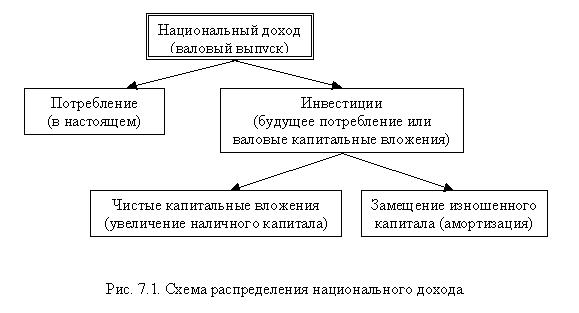 Национальный доход
(валовый выпуск)
Потребление
(в настоящем)
Инвестиции
(будущее потребление или
валовые капитальные вложения)
Чистые капитальные вложения
(увеличение наличного капитала)
Замещение изношенного
капитала (амортизация)
Рис. 7.1. Схема распределения национального дохода.